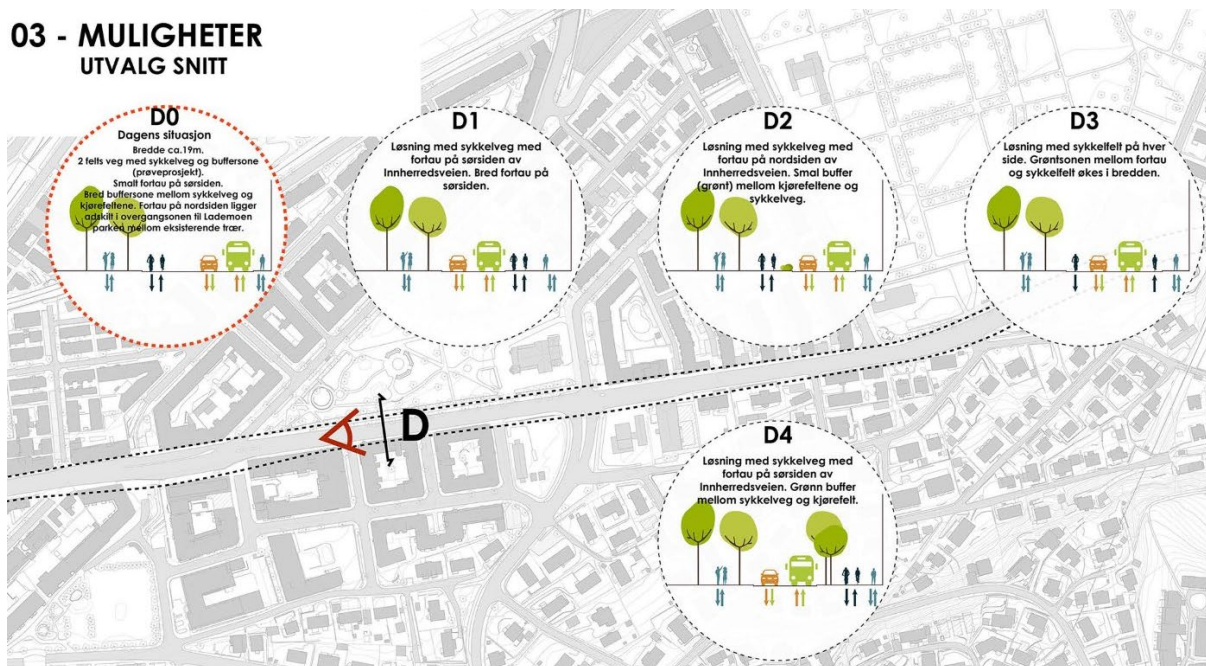 03 - MULIGHETER
UTVALG SNITT
D0
Dagens situasjon
Bredde ca.19m.
2 felts veg med sykkelveg og buffersone
(prøveprosjekt).
Smalt fortau på sørsiden.
Bred buffersone mellom sykkelveg og
kjørefeltene. Fortau på nordsiden ligger
adskilt i overgangsonen til Lademoen
parken mellom eksisterende trær.
D1
Løsning med sykkelveg med
fortau på sørsiden av
Innherredsveien. Bred fortau på
sørsiden.
D2
Løsning med sykkelveg med
fortau på nordsiden av
Innherredsveien. Smal buffer
(grønt) mellom kjørefeltene og
sykkelveg.
D3
Løsning med sykkelfelt på hver
side. Grøntsonen mellom fortau
og sykkelfelt økes i bredden.
D
D4
Løsning med sykkelveg med
fortau på sørsiden av
Innherredsveien. Grønn buffer
mellom sykkelveg og kjørefelt.